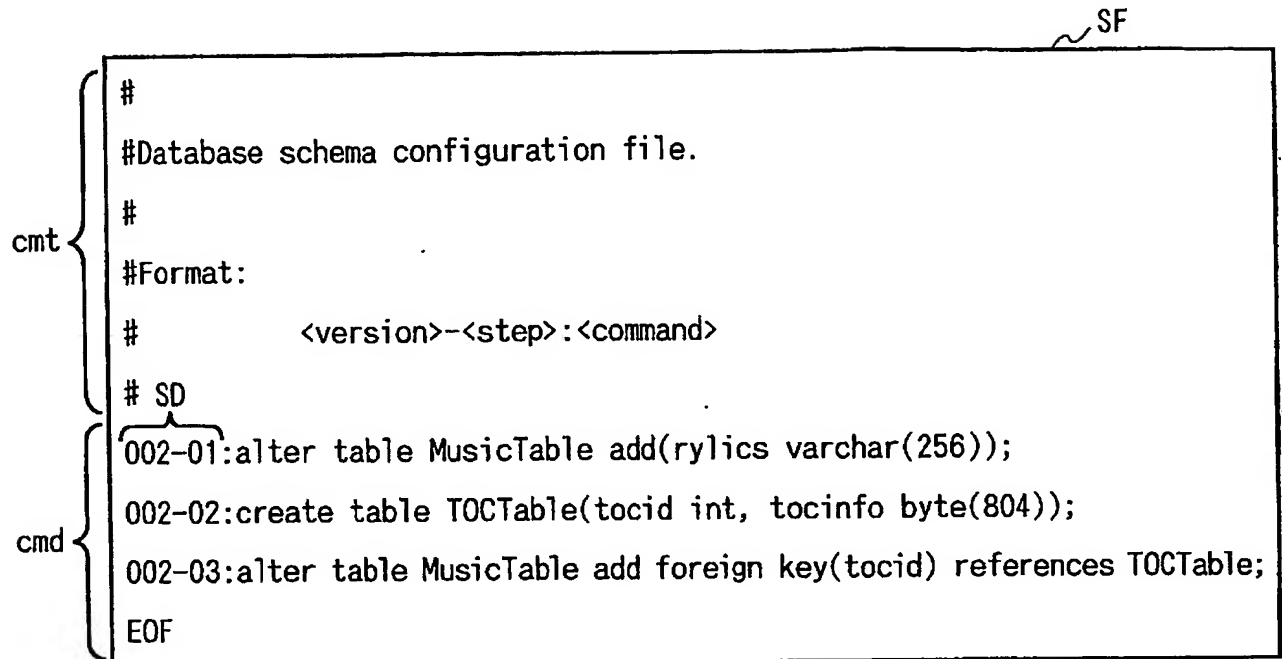 SF
#
#Database schema configuration file.
#
cmt
#Format:
# <version>-<step>:<command>
# SD
002-01:alter table MusicTable add(rylics varchar(256));
002-02:create table TOCTable(tocid int, tocinfo byte(804));
cmd
002-03:alter table MusicTable add foreign key(tocid) references TOCTable;
EOF